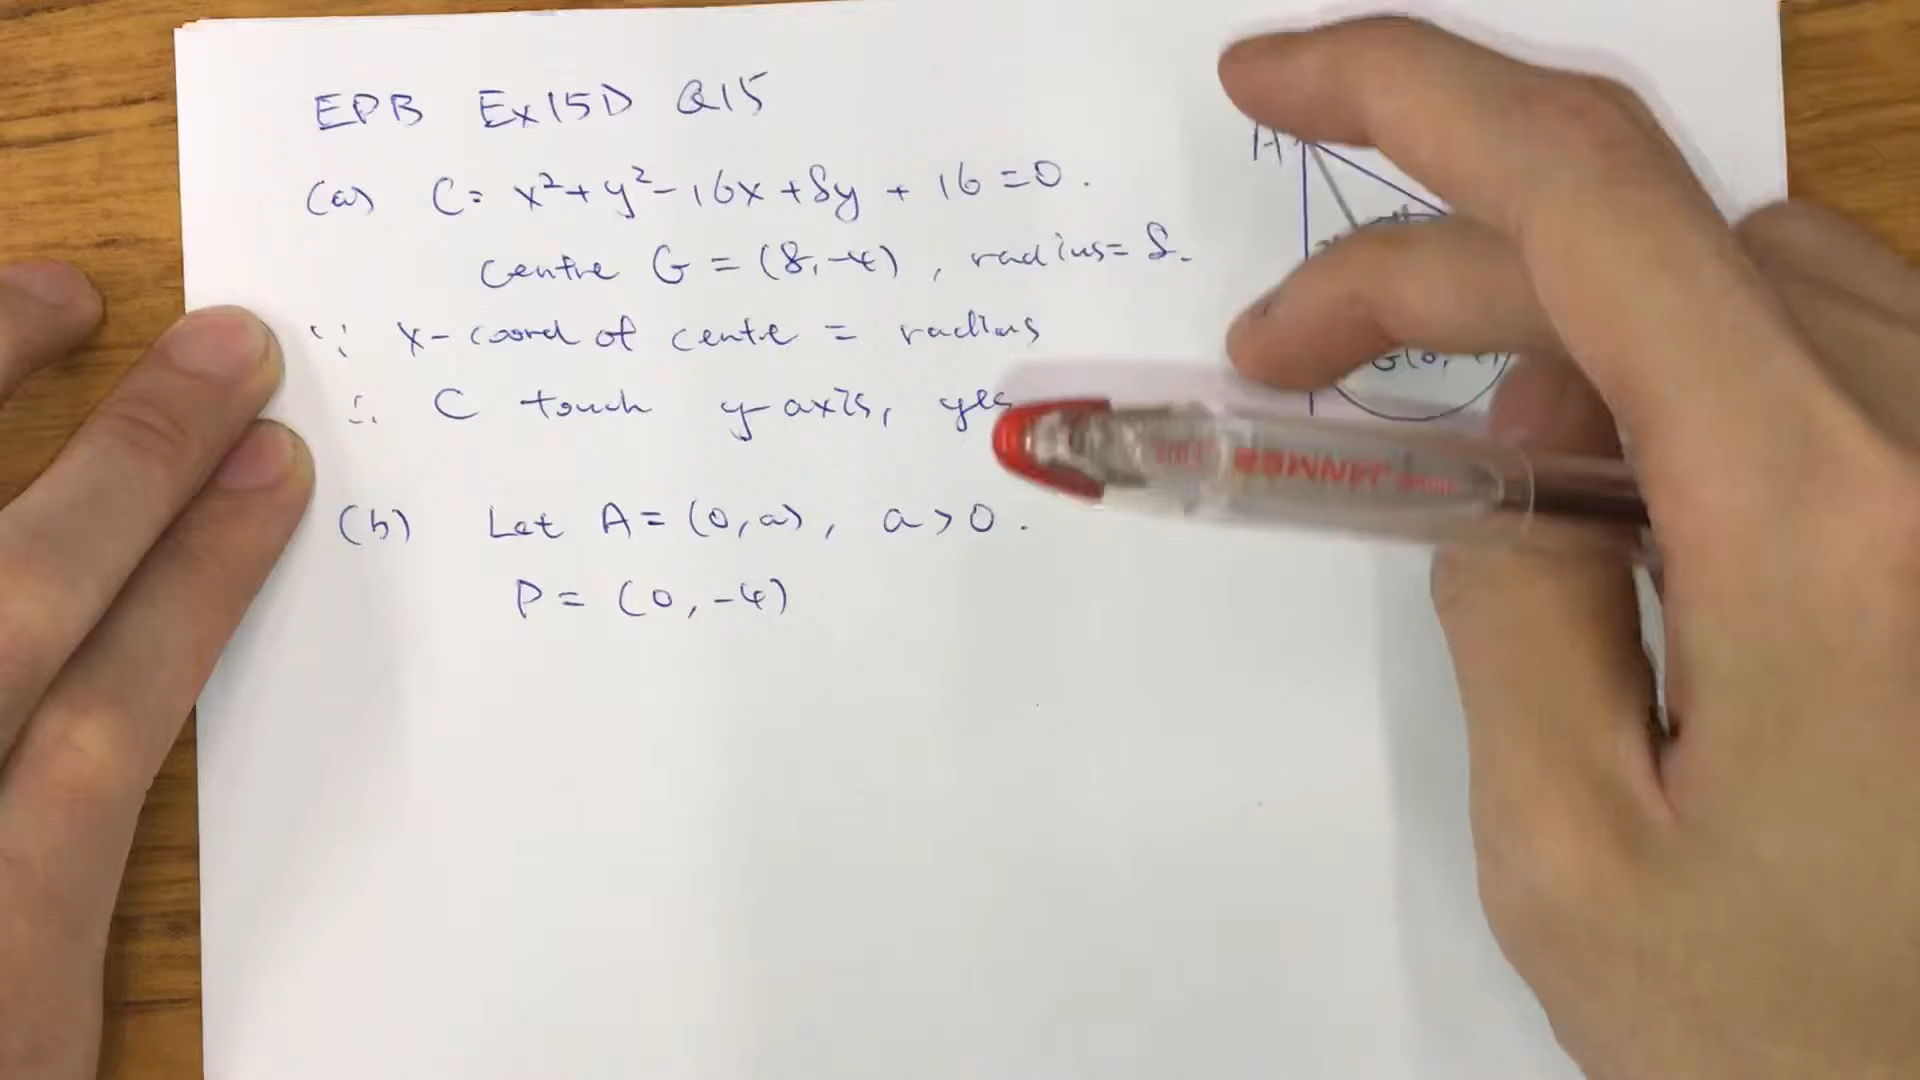 EPB Ex15D Q15
(a) C: x²+y²-16x+8y+16=0.
centre G=(8,-4), radius=8.
∵ x-coord of cente = radius
∴ C touch y-axis, yes
(b) Let A=(0,a), a>0.
P=(0,-4)
A